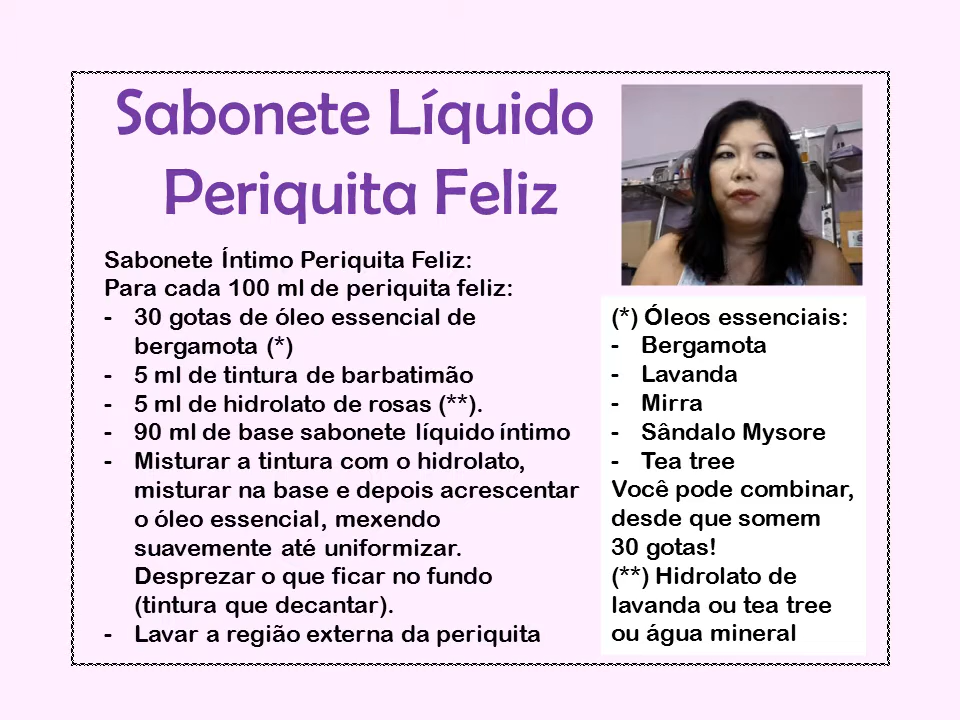 Sabonete Líquido
Periquita Feliz
Sabonete Íntimo Periquita Feliz:
Para cada 100 ml de periquita feliz:
- 30 gotas de óleo essencial de
bergamota (*)
- 5 ml de tintura de barbatimão
- 5 ml de hidrolato de rosas (**).
- 90 ml de base sabonete líquido íntimo
- Misturar a tintura com o hidrolato,
misturar na base e depois acrescentar
o óleo essencial, mexendo
suavemente até uniformizar.
Desprezar o que ficar no fundo
(tintura que decantar).
- Lavar a região externa da periquita
(*) Óleos essenciais:
- Bergamota
- Lavanda
- Mirra
- Sândalo Mysore
- Tea tree
Você pode combinar,
desde que somem
30 gotas!
(**) Hidrolato de
lavanda ou tea tree
ou água mineral